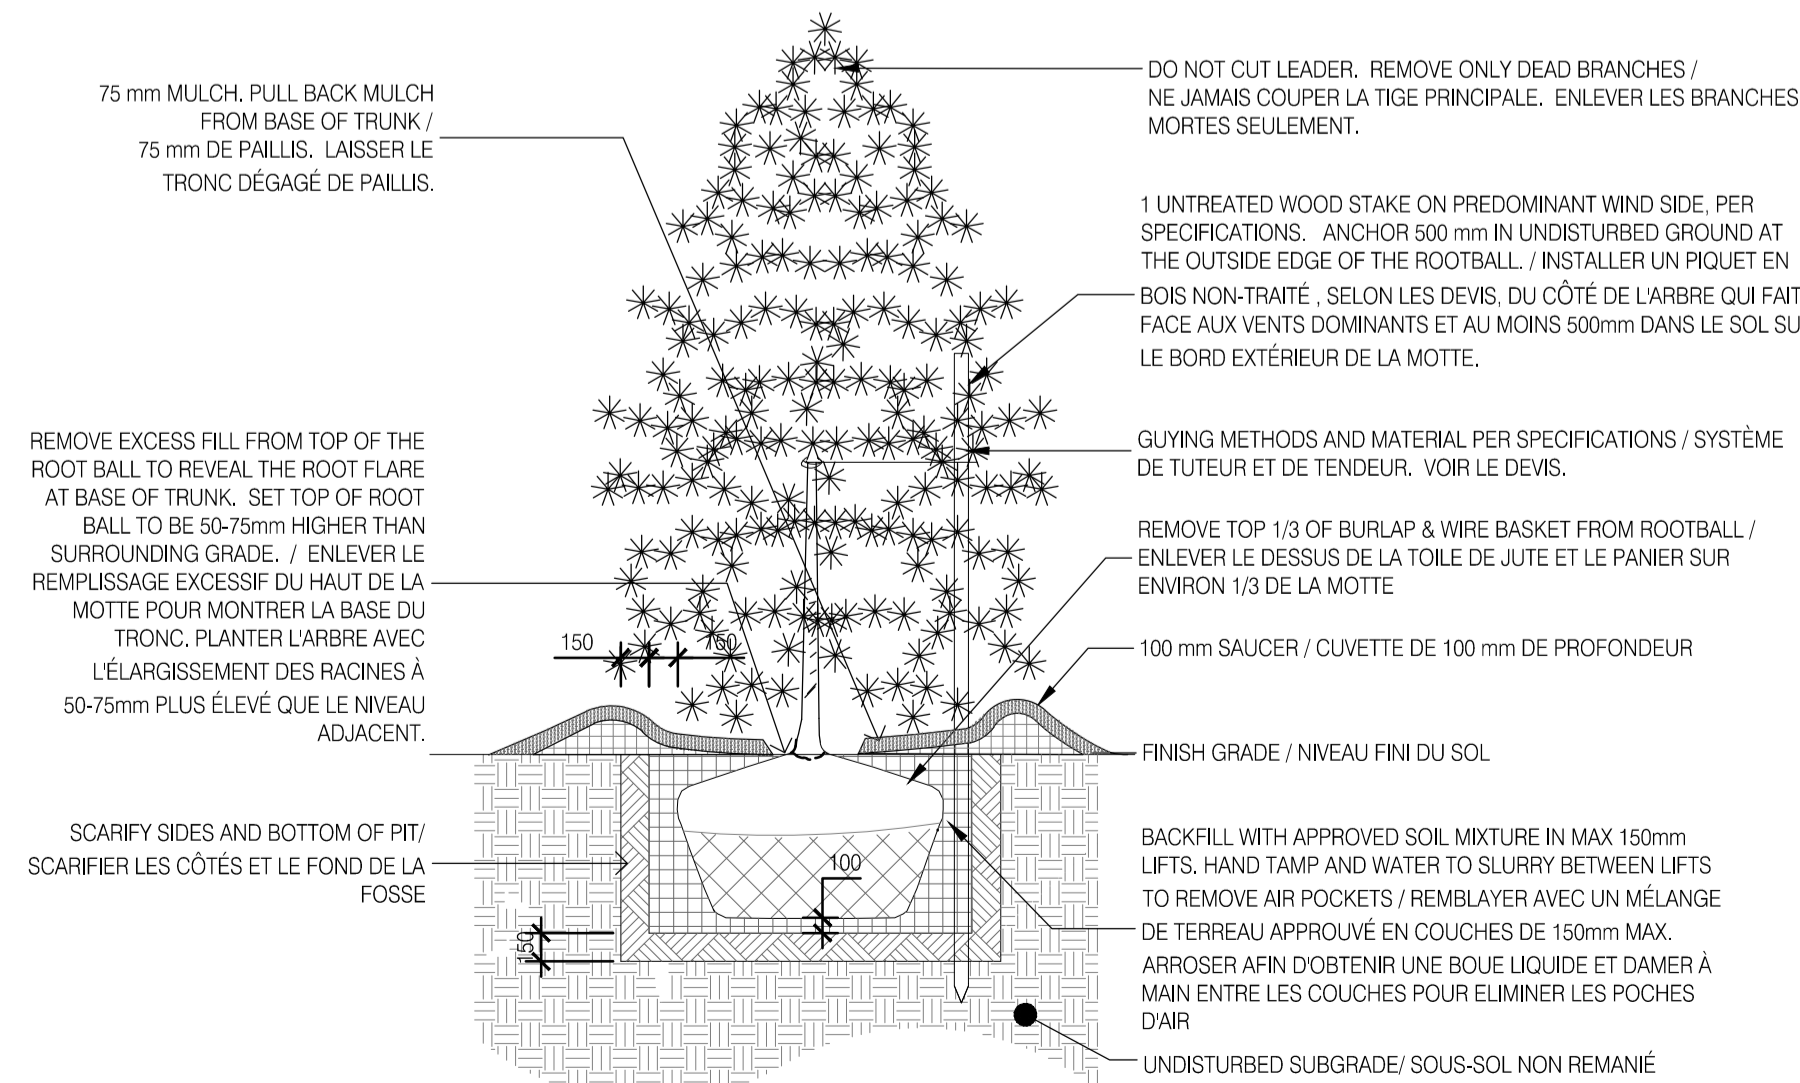 75 mm MULCH. PULL BACK MULCH
FROM BASE OF TRUNK /
75 mm DE PAILLIS. LAISSER LE
TRONC DÉGAGÉ DE PAILLIS.
REMOVE EXCESS FILL FROM TOP OF THE
ROOT BALL TO REVEAL THE ROOT FLARE
AT BASE OF TRUNK. SET TOP OF ROOT
BALL TO BE 50-75mm HIGHER THAN
SURROUNDING GRADE. / ENLEVER LE
REMPLISSAGE EXCESSIF DU HAUT DE LA
MOTTE POUR MONTRER LA BASE DU
TRONC. PLANTER L'ARBRE AVEC
L'ÉLARGISSEMENT DES RACINES À
50-75mm PLUS ÉLEVÉ QUE LE NIVEAU
ADJACENT.
SCARIFY SIDES AND BOTTOM OF PIT/
SCARIFIER LES CÔTÉS ET LE FOND DE LA
FOSSE
150
150
100
DO NOT CUT LEADER. REMOVE ONLY DEAD BRANCHES /
NE JAMAIS COUPER LA TIGE PRINCIPALE. ENLEVER LES BRANCHES
MORTES SEULEMENT.
1 UNTREATED WOOD STAKE ON PREDOMINANT WIND SIDE, PER
SPECIFICATIONS. ANCHOR 500 mm IN UNDISTURBED GROUND AT
THE OUTSIDE EDGE OF THE ROOTBALL. / INSTALLER UN PIQUET EN
BOIS NON-TRAITÉ , SELON LES DEVIS, DU CÔTÉ DE L'ARBRE QUI FAIT
FACE AUX VENTS DOMINANTS ET AU MOINS 500mm DANS LE SOL SU
LE BORD EXTÉRIEUR DE LA MOTTE.
GUYING METHODS AND MATERIAL PER SPECIFICATIONS / SYSTÈME
DE TUTEUR ET DE TENDEUR. VOIR LE DEVIS.
REMOVE TOP 1/3 OF BURLAP & WIRE BASKET FROM ROOTBALL /
ENLEVER LE DESSUS DE LA TOILE DE JUTE ET LE PANIER SUR
ENVIRON 1/3 DE LA MOTTE
100 mm SAUCER / CUVETTE DE 100 mm DE PROFONDEUR
FINISH GRADE / NIVEAU FINI DU SOL
BACKFILL WITH APPROVED SOIL MIXTURE IN MAX 150mm
LIFTS. HAND TAMP AND WATER TO SLURRY BETWEEN LIFTS
TO REMOVE AIR POCKETS / REMBLAYER AVEC UN MÉLANGE
DE TERREAU APPROUVÉ EN COUCHES DE 150mm MAX.
ARROSER AFIN D'OBTENIR UNE BOUE LIQUIDE ET DAMER À
MAIN ENTRE LES COUCHES POUR ELIMINER LES POCHES
D'AIR
UNDISTURBED SUBGRADE/ SOUS-SOL NON REMANIÉ